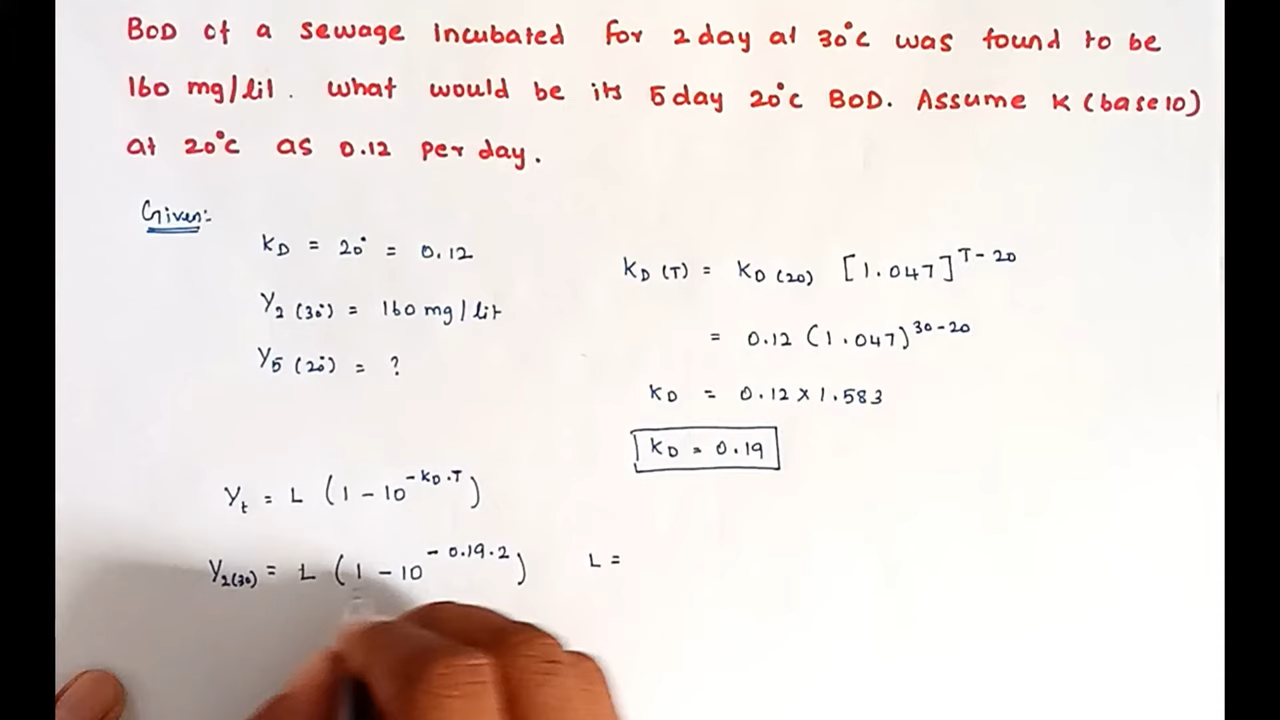 BOD of a sewage incubated for 2 day at 30°C was found to be
160 mg/lit. what would be its 5 day 20°C BOD. Assume K (base 10)
at 20°C as 0.12 per day.
Given:-
KD = 20° = 0.12
Y2 (30°) = 160 mg/lit
Y5 (20°) = ?
KD (T) = KD (20) [1.047]^T-20
= 0.12 (1.047)^30-20
KD = 0.12 x 1.583
KD = 0.19
Yt = L (1 - 10^-KD.T)
Y2(30) = L (1 - 10^-0.19.2) L =